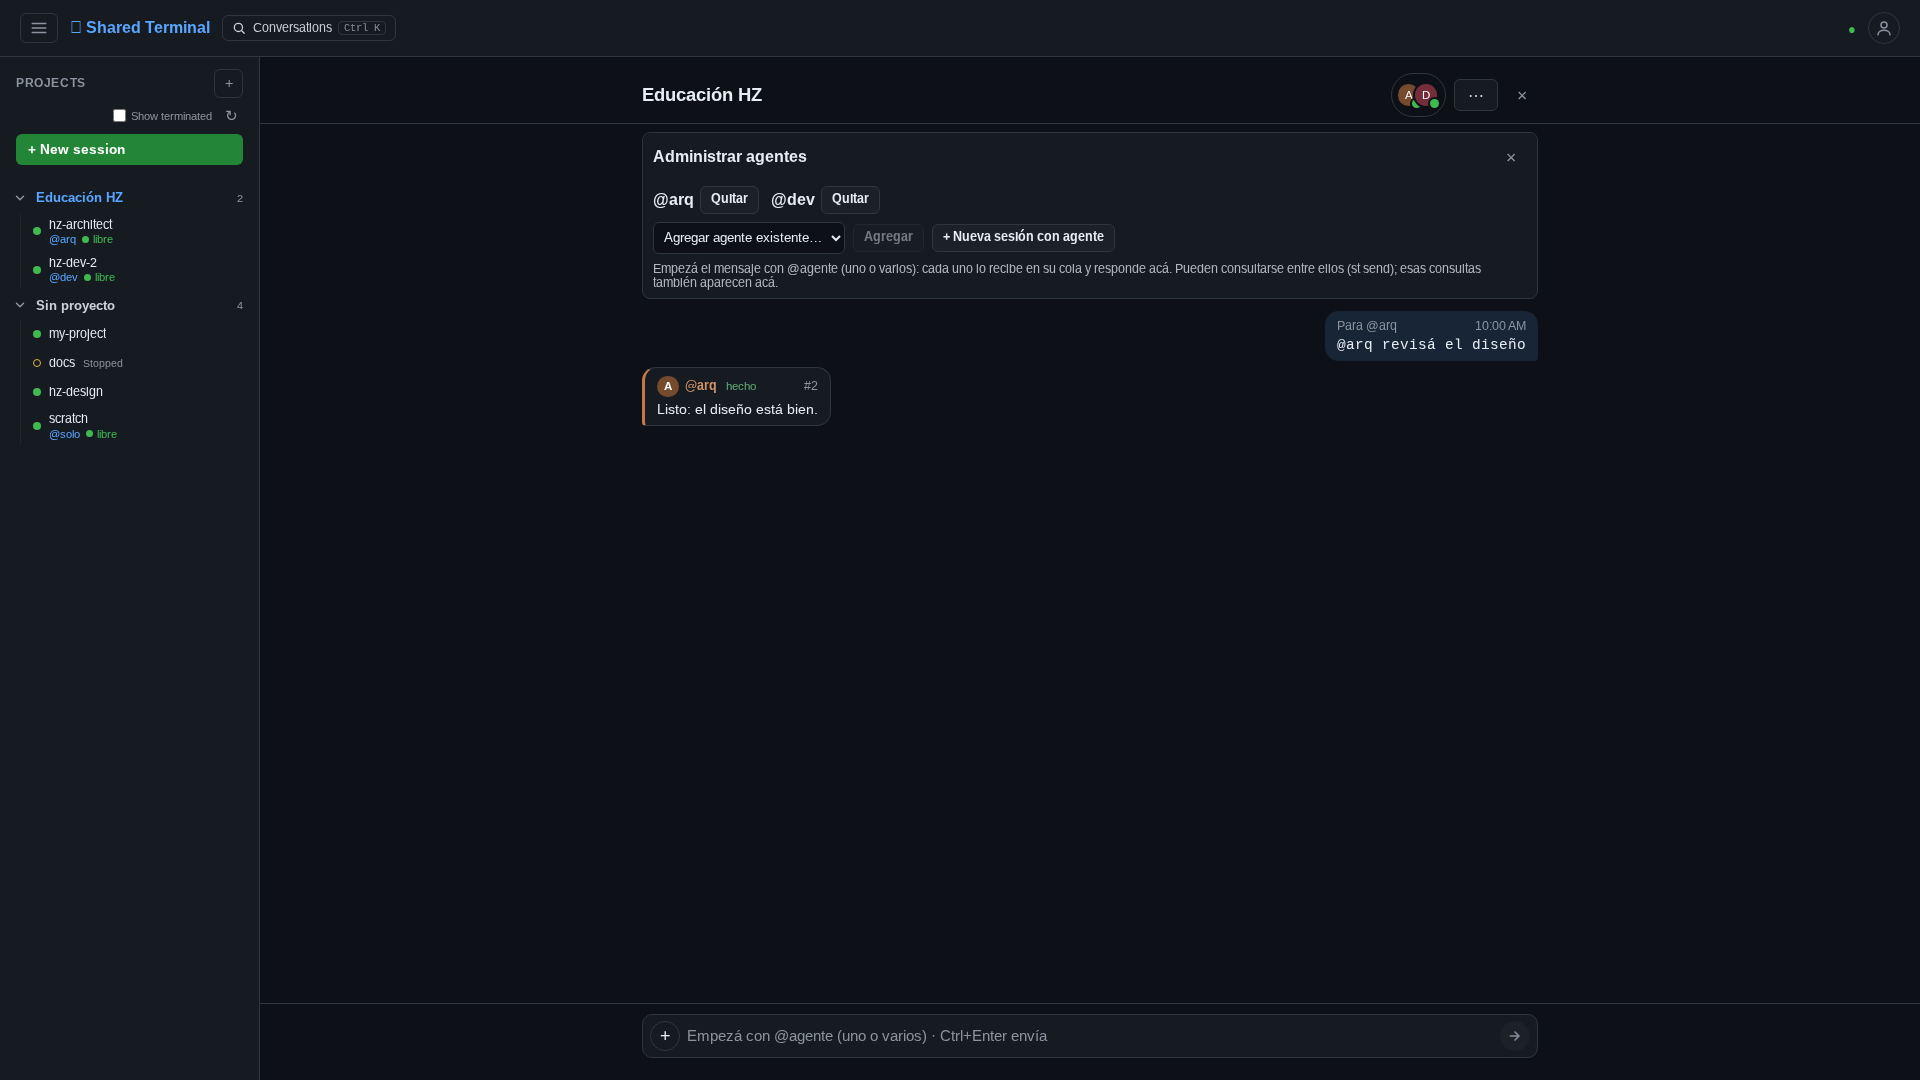 Shared Terminal
Conversations Ctrl K
PROJECTS
+
Show terminated ↻
+ New session
Educación HZ 2
hz-architect
@arq libre
hz-dev-2
@dev libre
Sin proyecto 4
my-project
docs Stopped
hz-design
scratch
@solo libre
Educación HZ A D ... ×
Administrar agentes ×
@arq Quitar @dev Quitar
Agregar agente existente... Agregar + Nueva sesión con agente
Empezá el mensaje con @agente (uno o varios): cada uno lo recibe en su cola y responde acá. Pueden consultarse entre ellos (st send); esas consultas
también aparecen acá.
Para @arq 10:00 AM
@arq revisá el diseño
A @arq hecho #2
Listo: el diseño está bien.
+ Empezá con @agente (uno o varios) · Ctrl+Enter envía